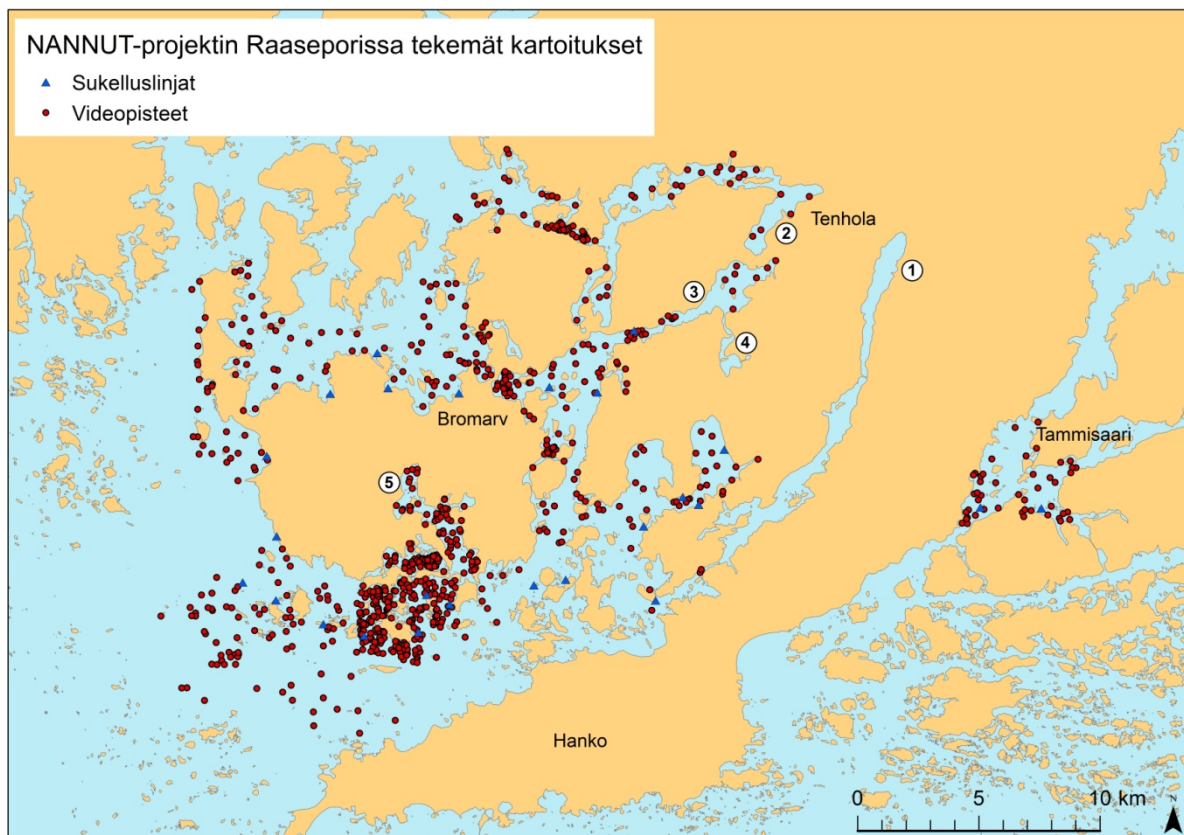 NANNUT-projektin Raaseporissa tekemät kartoitukset
Sukelluslinjat
Videopisteet
Tenhola
2
1
3
4
Bromarv
Tammisaari
5
Hanko
0 5 10 km
N